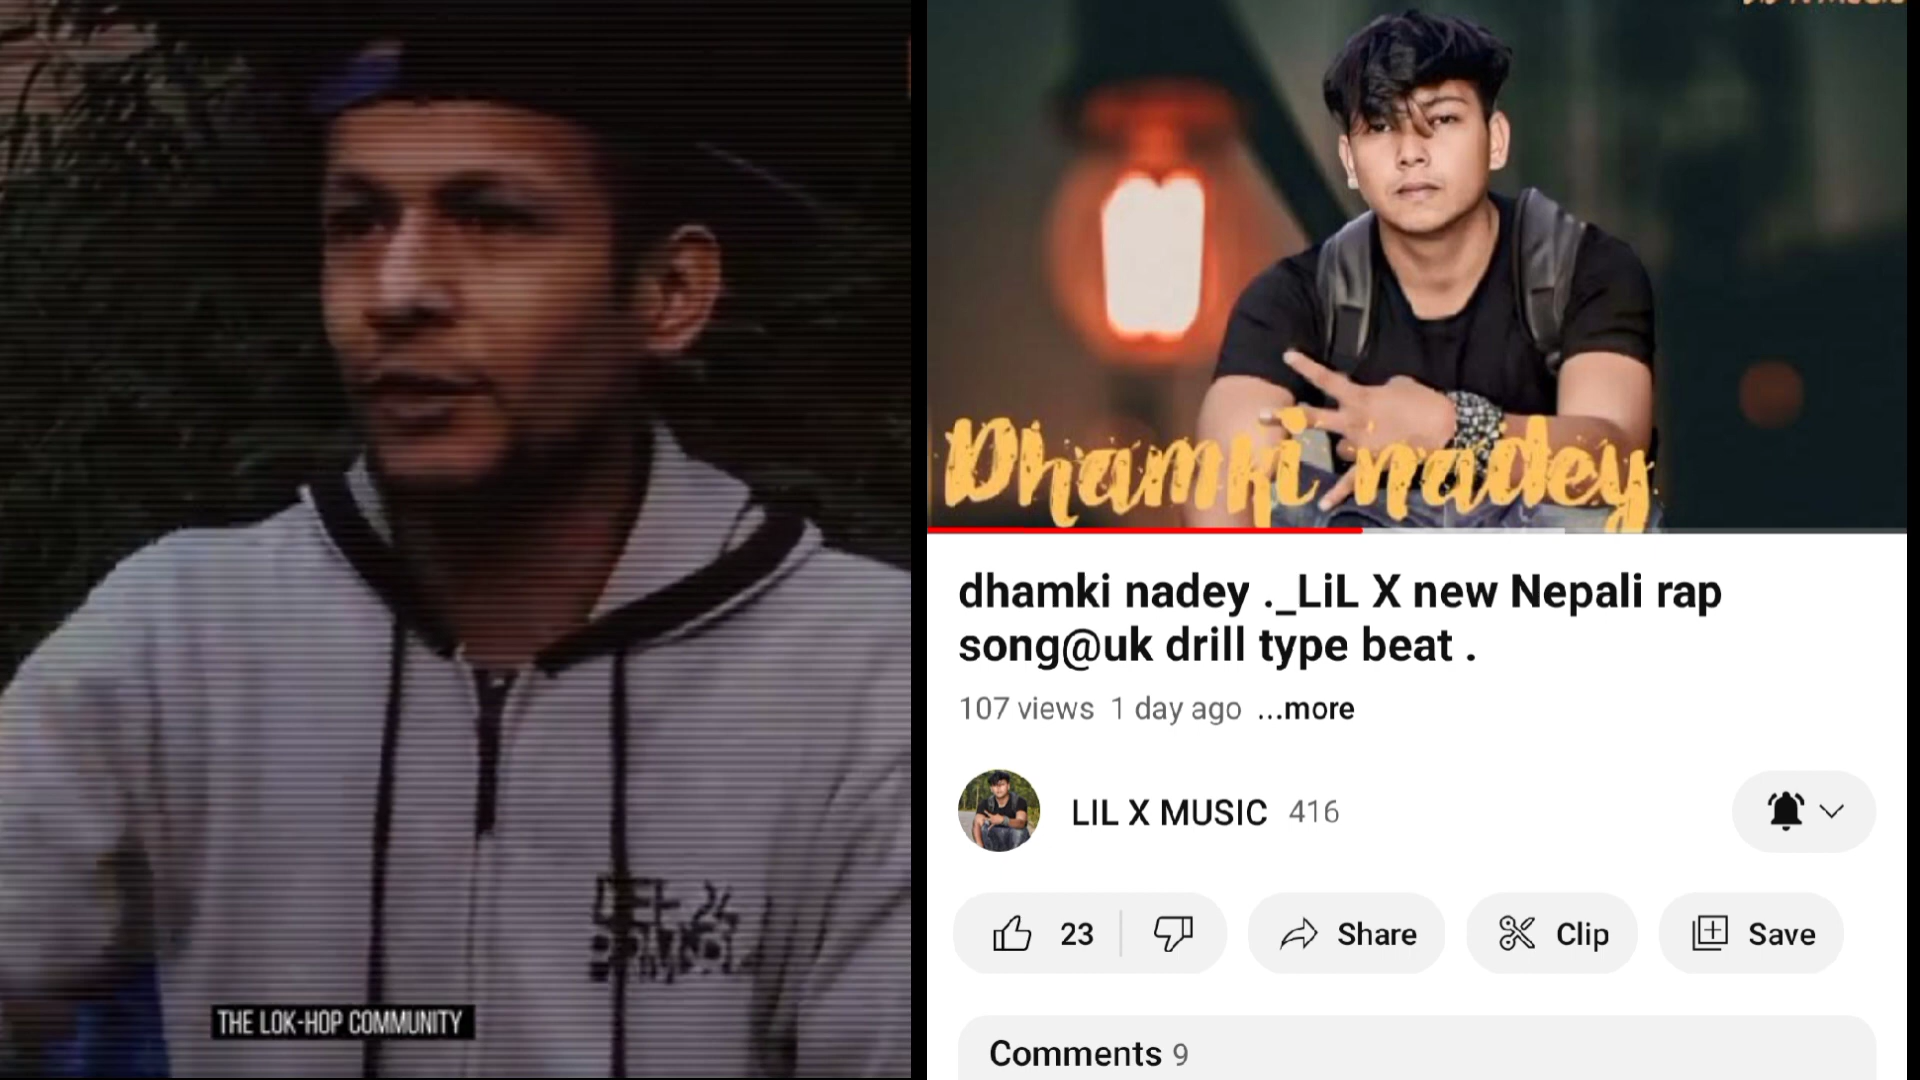 THE LOK-HOP COMMUNITY
Dhamki nadey
dhamki nadey ._LiL X new Nepali rap
song@uk drill type beat .
107 views 1 day ago ...more
LIL X MUSIC 416
23 Share Clip Save
Comments 9